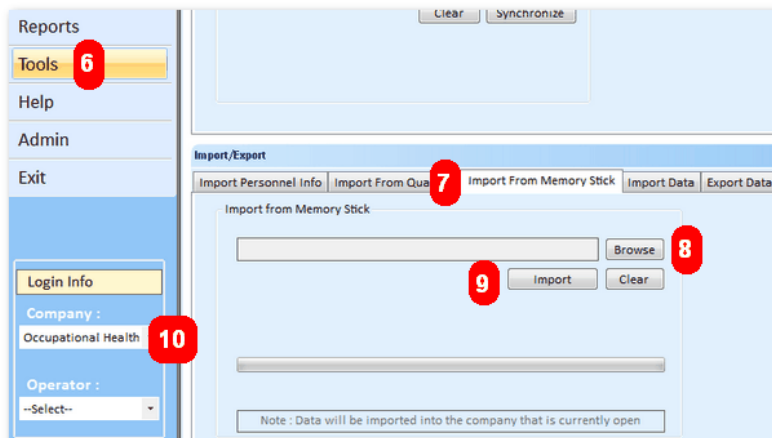 Reports
Tools
6
Help
Admin
Exit
Login Info
Company :
Occupational Health
10
Operator :
--Select--
Clear
Synchronize
Import/Export
Import Personnel Info
Import From Qua
7
Import From Memory Stick
Import Data
Export Data
Import from Memory Stick
Browse
8
9
Import
Clear
Note : Data will be imported into the company that is currently open